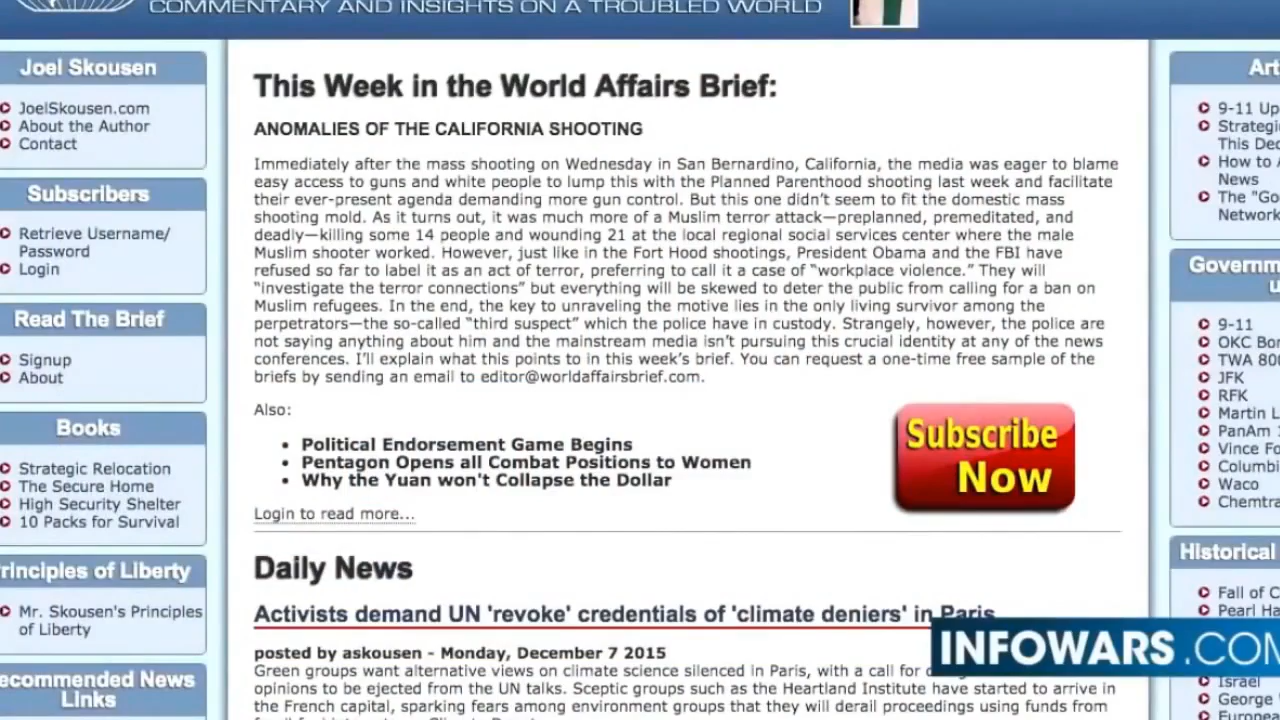 COMMENTARY AND INSIGHTS ON A TROUBLED WORLD
Joel Skousen
JoelSkousen.com
About the Author
Contact
Subscribers
Retrieve Username/
Password
Login
Read The Brief
Signup
About
Books
Strategic Relocation
The Secure Home
High Security Shelter
10 Packs for Survival
rinciples of Liberty
Mr. Skousen's Principles
of Liberty
ecommended News
Links
This Week in the World Affairs Brief:
ANOMALIES OF THE CALIFORNIA SHOOTING
Immediately after the mass shooting on Wednesday in San Bernardino, California, the media was eager to blame
easy access to guns and white people to lump this with the Planned Parenthood shooting last week and facilitate
their ever-present agenda demanding more gun control. But this one didn't seem to fit the domestic mass
shooting mold. As it turns out, it was much more of a Muslim terror attack—preplanned, premeditated, and
deadly—killing some 14 people and wounding 21 at the local regional social services center where the male
Muslim shooter worked. However, just like in the Fort Hood shootings, President Obama and the FBI have
refused so far to label it as an act of terror, preferring to call it a case of “workplace violence.” They will
“investigate the terror connections” but everything will be skewed to deter the public from calling for a ban on
Muslim refugees. In the end, the key to unraveling the motive lies in the only living survivor among the
perpetrators—the so-called “third suspect” which the police have in custody. Strangely, however, the police are
not saying anything about him and the mainstream media isn't pursuing this crucial identity at any of the news
conferences. I'll explain what this points to in this week's brief. You can request a one-time free sample of the
briefs by sending an email to editor@worldaffairsbrief.com.
Also:
Political Endorsement Game Begins
Pentagon Opens all Combat Positions to Women
Why the Yuan won't Collapse the Dollar
Subscribe
Now
Login to read more...
Daily News
Activists demand UN 'revoke' credentials of 'climate deniers' in Paris
posted by askousen - Monday, December 7 2015
Green groups want alternative views on climate science silenced in Paris, with a call for
opinions to be ejected from the UN talks. Sceptic groups such as the Heartland Institute have started to arrive in
the French capital, sparking fears among environment groups that they will derail proceedings using funds from
Art
9-11 Up
Strategi
This Dec
How to A
News
The "Go
Network
Governm
u
9-11
OKC Bor
TWA 80
JFK
RFK
Martin L
PanAm 1
Vince Fo
Columbi
Waco
Chemtra
Historical
Fall of C
Pearl Ha
INFOWARS.COM
Israel
George